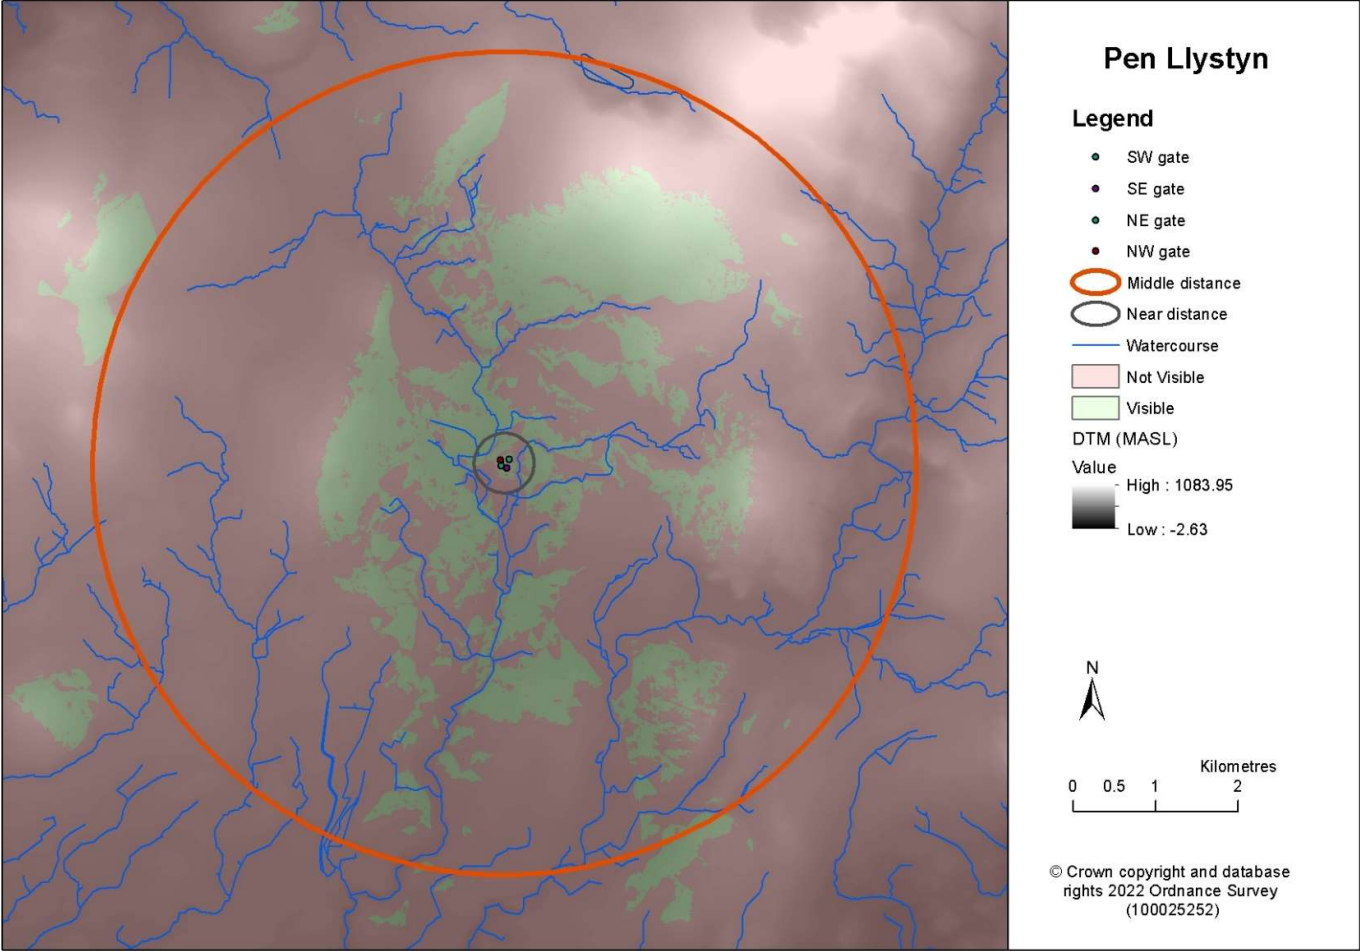 Pen Llystyn
Legend
SW gate
SE gate
NE gate
NW gate
Middle distance
Near distance
Watercourse
Not Visible
Visible
DTM (MASL)
Value
High : 1083.95
Low : -2.63
N
Kilometres
0 0.5 1 2
© Crown copyright and database
rights 2022 Ordnance Survey
(100025252)